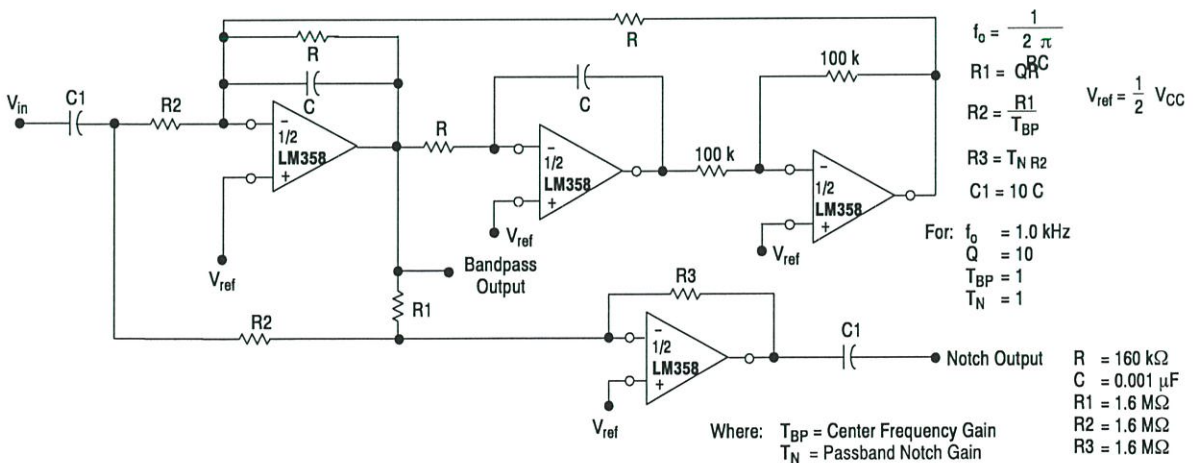 R
C
R
100 k
C
V_in
C1
R2
R
100 k
−
1/2
LM358
+
−
1/2
LM358
+
−
1/2
LM358
+
V_ref
V_ref
V_ref
Bandpass
Output
R1
R2
R3
−
1/2
LM358
+
V_ref
C1
Notch Output
f_o = 1 / 2 π RC
R1 = QR
V_ref = 1/2 V_CC
R2 = R1/T_BP
R3 = T_N R2
C1 = 10 C
For: f_o = 1.0 kHz
Q = 10
T_BP = 1
T_N = 1
R = 160 kΩ
C = 0.001 μF
R1 = 1.6 MΩ
R2 = 1.6 MΩ
R3 = 1.6 MΩ
Where: T_BP = Center Frequency Gain
T_N = Passband Notch Gain